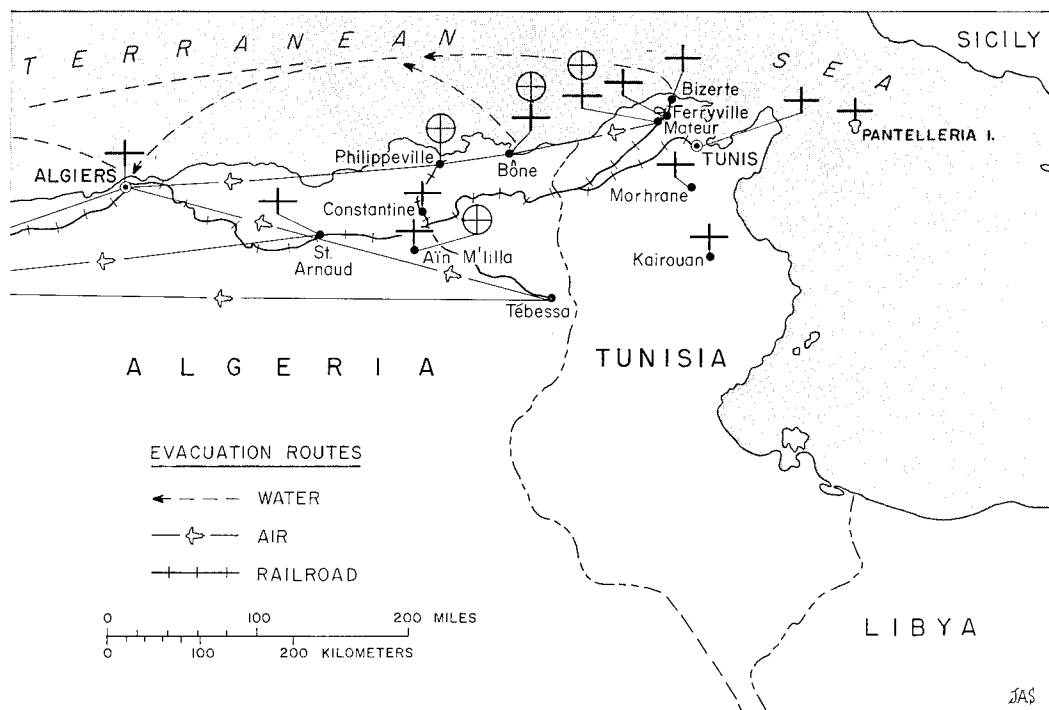 TERRANEAN
SEA
SICILY
Bizerte
Ferryville
Mateur
PANTELLERIA I.
TUNIS
Philippeville
Bône
ALGIERS
Morhrane
Constantine
St.
Arnaud
Aïn M'lilla
Kairouan
Tébessa
ALGERIA
TUNISIA
EVACUATION ROUTES
WATER
AIR
RAILROAD
0 100 200 MILES
0 100 200 KILOMETERS
LIBYA
JAS